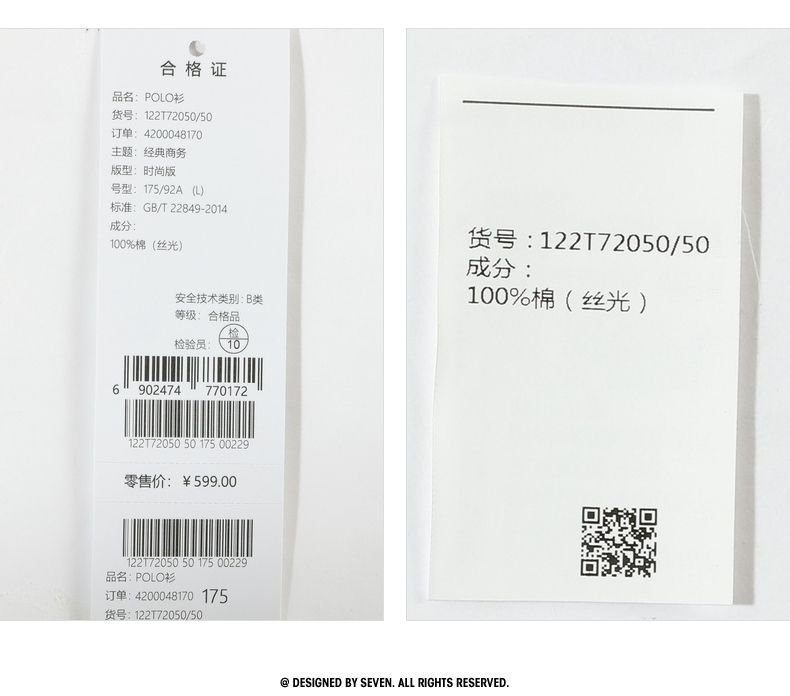 合格证
品名：POLO衫
货号：122T72050/50
订单：4200048170
主题：经典商务
版型：时尚版
号型：175/92A （L)
标准：GB/T 22849-2014
成分：
100%棉（丝光）
安全技术类别：B类
等级：合格品
检验员：检10
6 902474 770172
122T72050 50 175 00229
零售价：￥599.00
122T72050 50 175 00229
品名：POLO衫
订单：4200048170 175
货号：122T72050/50
货号：122T72050/50
成分：
100%棉（丝光）
@ DESIGNED BY SEVEN. ALL RIGHTS RESERVED.